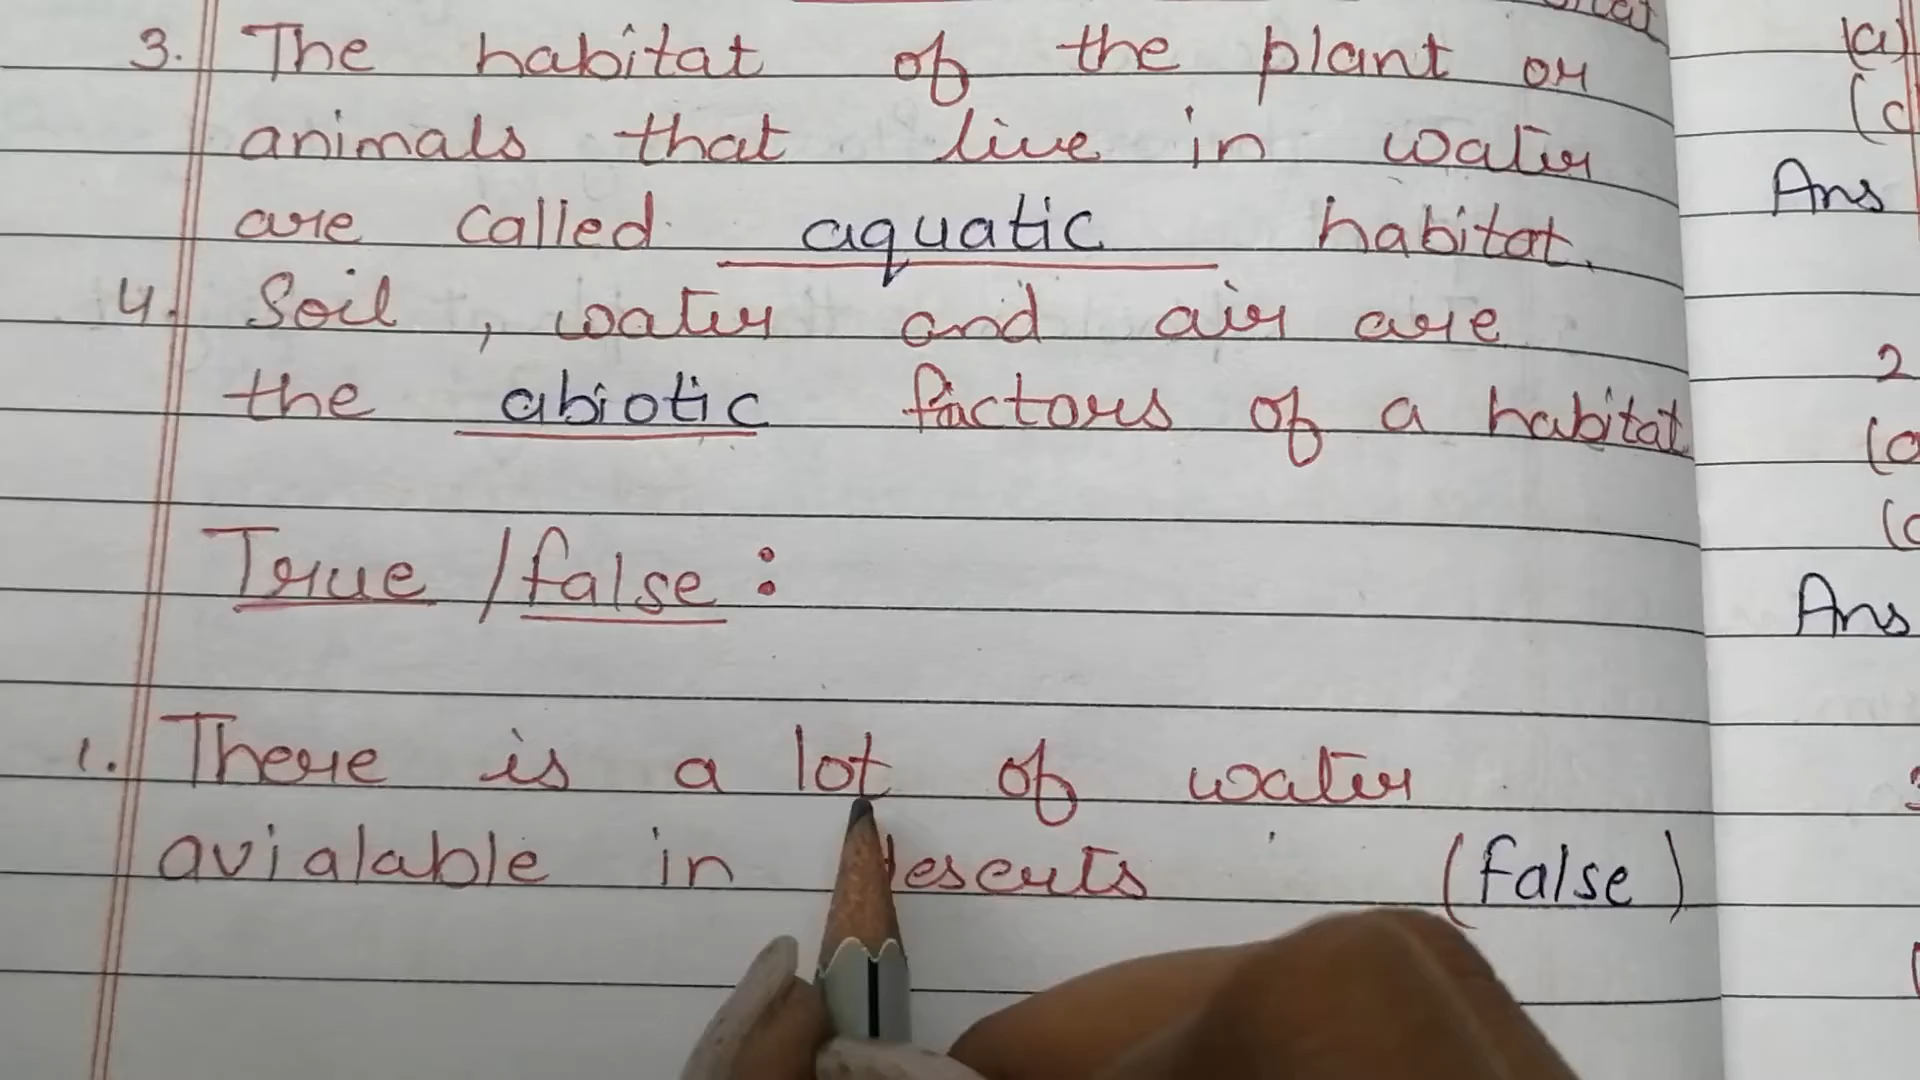 3. The habitat of the plant or
animals that live in water
are called aquatic habitat.
4. Soil, water and air are
the abiotic factors of a habitat
True/false:
1. There is a lot of water
avialable in deserts (false)
(a)
(c
Ans
2
(a
(c
Ans